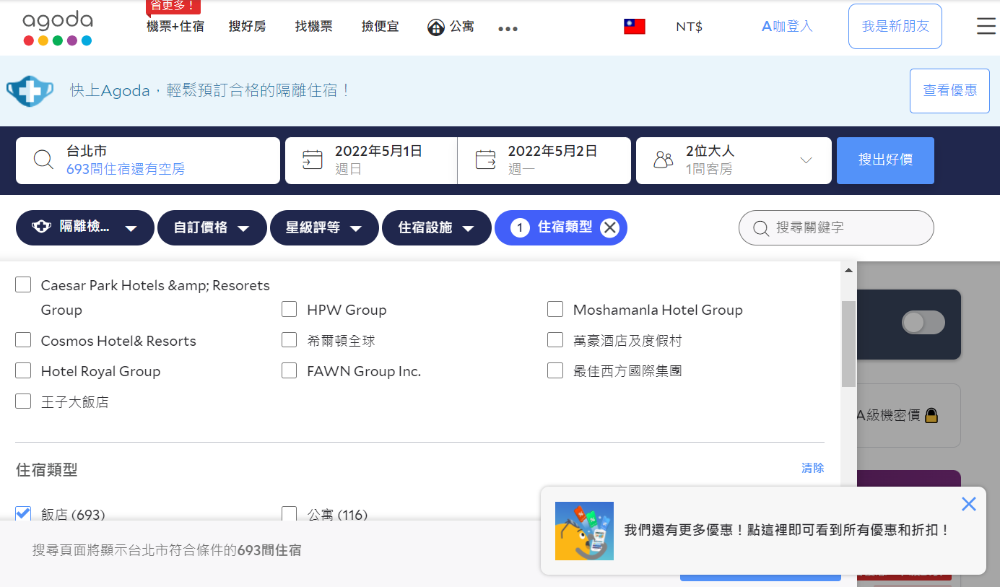 省更多！
agoda
機票+住宿
搜好房
找機票
撿便宜
公寓
NT$
A咖登入
我是新朋友
快上Agoda，輕鬆預訂合格的隔離住宿！
查看優惠
台北市
693間住宿還有空房
2022年5月1日
週日
2022年5月2日
週一
2位大人
1間客房
搜出好價
隔離檢...
自訂價格
星級評等
住宿設施
1 住宿類型
搜尋關鍵字
Caesar Park Hotels &amp; Resorets
Group
HPW Group
Moshamanla Hotel Group
Cosmos Hotel& Resorts
希爾頓全球
萬豪酒店及度假村
Hotel Royal Group
FAWN Group Inc.
最佳西方國際集團
王子大飯店
A級機密價
住宿類型
清除
飯店 (693)
公寓 (116)
我們還有更多優惠！點這裡即可看到所有優惠和折扣！
搜尋頁面將顯示台北市符合條件的693間住宿